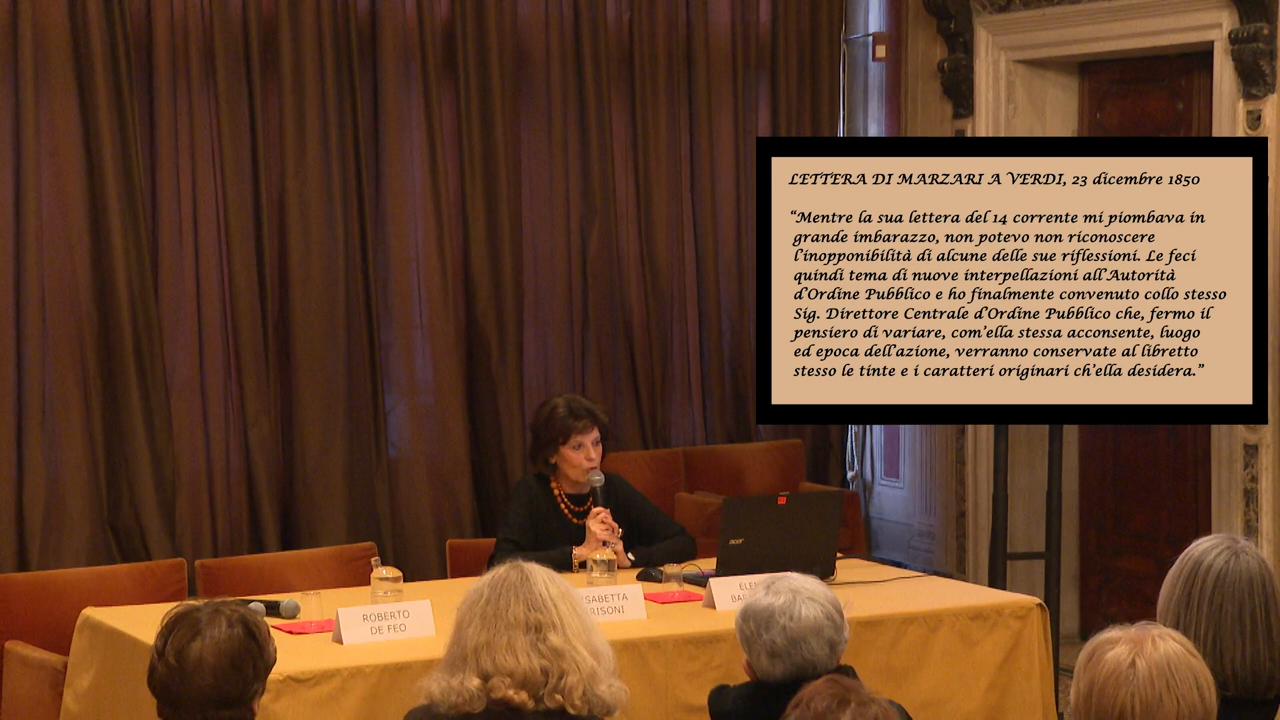 LETTERA DI MARZARI A VERDI, 23 dicembre 1850
“Mentre la sua lettera del 14 corrente mi piombava in
grande imbarazzo, non potevo non riconoscere
l’inopponibilità di alcune delle sue riflessioni. Le feci
quindi tema di nuove interpellazioni all’Autorità
d’Ordine Pubblico e ho finalmente convenuto collo stesso
Sig. Direttore Centrale d’Ordine Pubblico che, fermo il
pensiero di variare, com’ella stessa acconsente, luogo
ed epoca dell’azione, verranno conservate al libretto
stesso le tinte e i caratteri originari ch’ella desidera.”
acer
ROBERTO
DE FEO